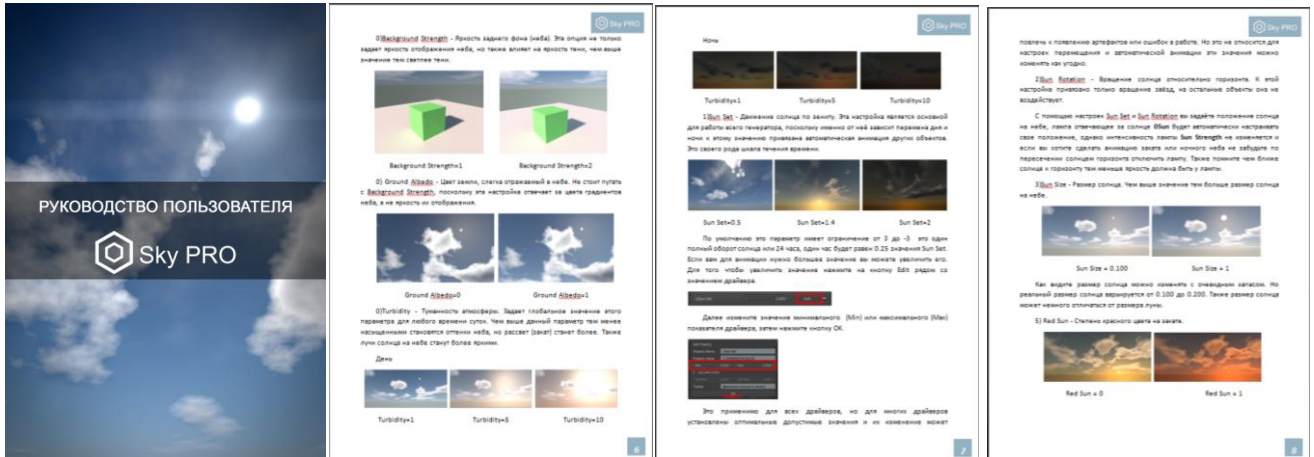 РУКОВОДСТВО ПОЛЬЗОВАТЕЛЯ
Sky PRO
Sky PRO
0)Background Strength - Яркость заднего фона (неба). Эта опция не только
задает яркость отображения неба, но также влияет на яркость тени, чем выше
значение тем светлее тени.
Background Strength=1 Background Strength=2
0) Ground Albedo - Цвет земли, слегка отражаемый в небе. Не стоит путать
с Background Strength, поскольку эта настройка отвечает за цвета градиентов
неба, а не яркость их отображения.
Ground Albedo=0 Ground Albedo=1
0)Turbidity - Туманность атмосферы. Задает глобальное значение этого
параметра для любого времени суток. Чем выше данный параметр тем менее
насыщенными становятся оттенки неба, но рассвет (закат) станет более. Также
лучи солнца на небе станут более яркими.
День
Turbidity=1 Turbidity=5 Turbidity=10
6
Sky PRO
Ночь
Turbidity=1 Turbidity=5 Turbidity=10
1)Sun Set - Движение солнца по зениту. Эта настройка является основной
для работы всего генератора, поскольку именно от неё зависит перемена дня и
ночи к этому значению привязана автоматическая анимация других объектов.
Это своего рода шкала течения времени.
Sun Set=0.5 Sun Set=1.4 Sun Set=2
По умолчанию это параметр имеет ограничение от 3 до -3 это один
полный оборот солнца или 24 часа, один час будет равен 0.25 значения Sun Set.
Если вам для анимации нужно большее значение вы можете увеличить его.
Для того чтобы увеличить значение нажмите на кнопку Edit рядом со
значением драйвера.
Далее измените значение минимального (Min) или максимального (Max)
показателя драйвера, затем нажмите кнопку ОК.
Это применимо для всех драйверов, но для многих драйверов
установлены оптимальные допустимые значения и их изменение может
7
Sky PRO
повлечь к появлению артефактов или ошибок в работе. Но это не относится для
настроек перемещения и автоматической анимации эти значения можно
изменять как угодно.
2)Sun Rotation - Вращение солнца относительно горизонта. К этой
настройке привязано только вращение звёзд, на остальные объекты она не
воздействует.
С помощью настроек Sun Set и Sun Rotation вы задаёте положение солнца
на небе, лампа отвечающее за солнце 0Sun будет автоматически настраивать
свое положение, однако интенсивность лампы Sun Strength не изменяется и
если вы хотите сделать анимацию заката или ночного неба не забудьте по
пересечении солнцем горизонта отключить лампу. Также помните чем ближе
солнце к горизонту тем меньше яркость должна быть у лампы.
3)Sun Size - Размер солнца. Чем выше значение тем больше размер солнца
на небе.
Sun Size = 0.100 Sun Size = 1
Как видите размер солнца можно изменять с очевидным запасом. Но
реальный размер солнца варьируется от 0.100 до 0.200. Также размер солнца
может немного отличаться от размера луны.
5) Red Sun - Степень красного цвета на закате.
Red Sun = 0 Red Sun = 1
8